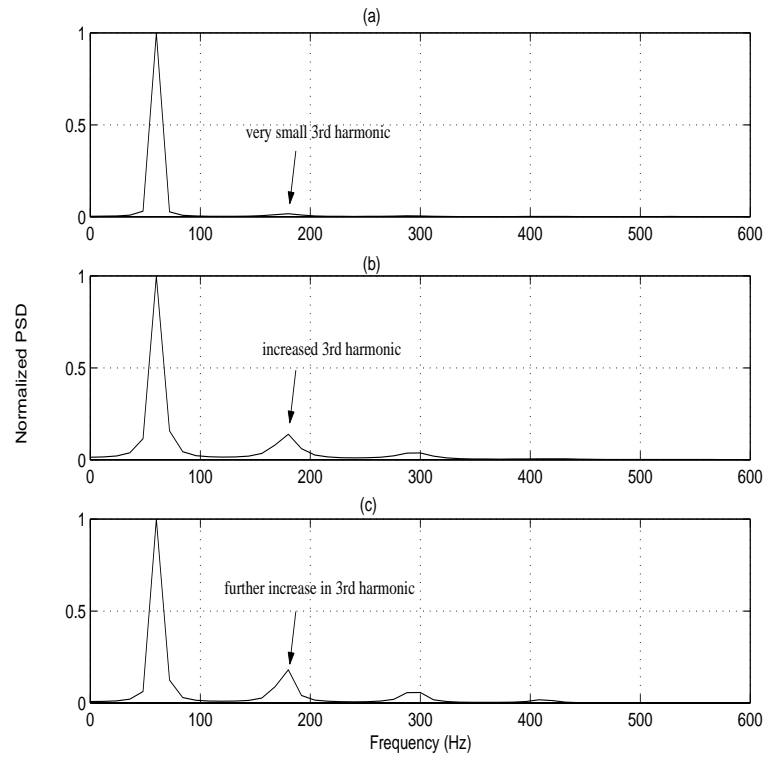 (a)
1
0.5
0
very small 3rd harmonic
0 100 200 300 400 500 600
(b)
1
0.5
0
increased 3rd harmonic
0 100 200 300 400 500 600
Normalized PSD
(c)
1
0.5
0
further increase in 3rd harmonic
0 100 200 300 400 500 600
Frequency (Hz)